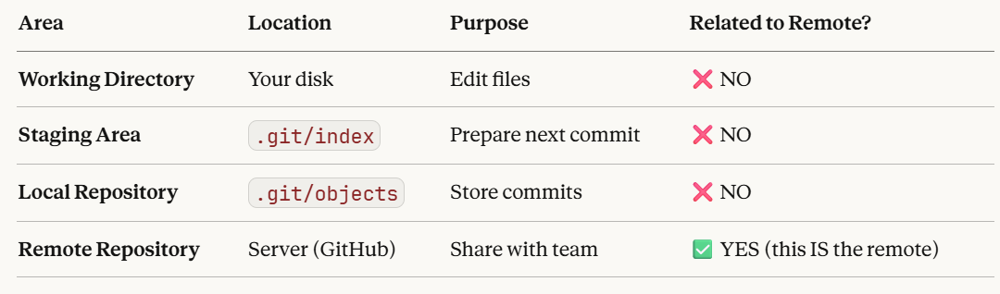 Area Location Purpose Related to Remote?
Working Directory Your disk Edit files ❌ NO
Staging Area .git/index Prepare next commit ❌ NO
Local Repository .git/objects Store commits ❌ NO
Remote Repository Server (GitHub) Share with team ✅ YES (this IS the remote)